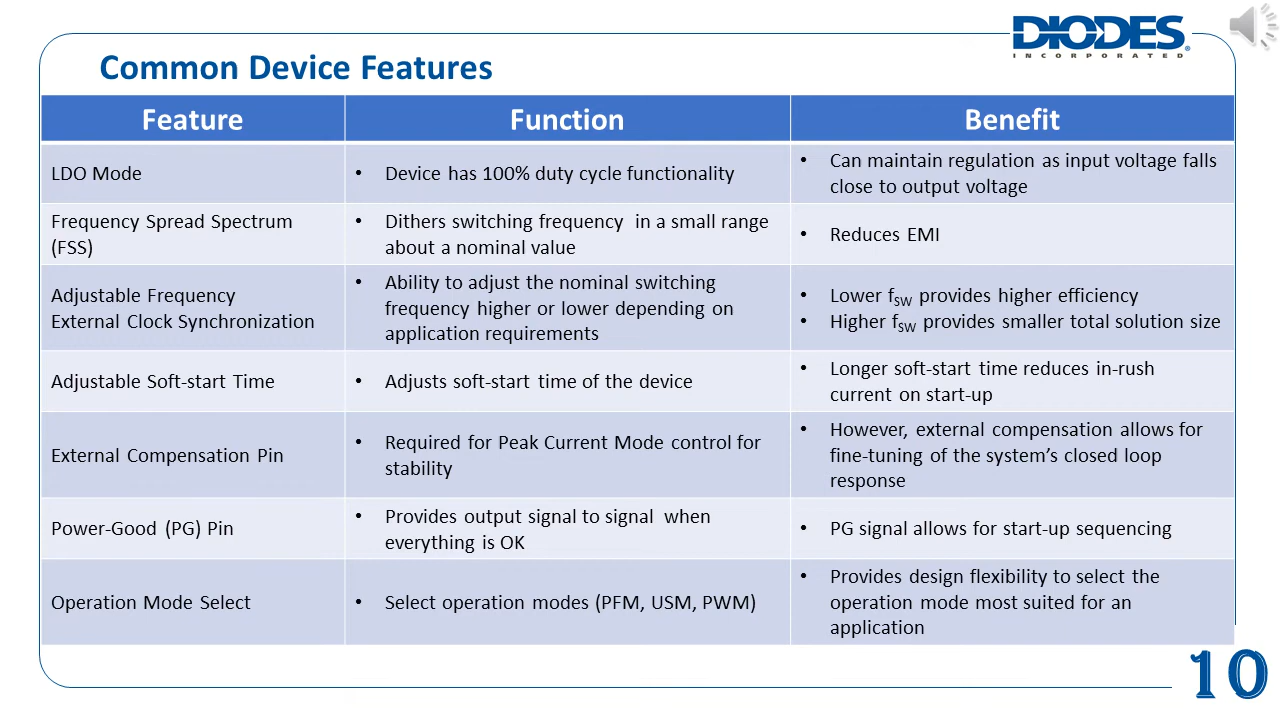 DIODES
INCORPORATED
Common Device Features
Feature
Function
Benefit
LDO Mode
• Device has 100% duty cycle functionality
• Can maintain regulation as input voltage falls
close to output voltage
Frequency Spread Spectrum
(FSS)
• Dithers switching frequency in a small range
about a nominal value
• Reduces EMI
Adjustable Frequency
External Clock Synchronization
• Ability to adjust the nominal switching
frequency higher or lower depending on
application requirements
• Lower fSW provides higher efficiency
• Higher fSW provides smaller total solution size
Adjustable Soft-start Time
• Adjusts soft-start time of the device
• Longer soft-start time reduces in-rush
current on start-up
External Compensation Pin
• Required for Peak Current Mode control for
stability
• However, external compensation allows for
fine-tuning of the system’s closed loop
response
Power-Good (PG) Pin
• Provides output signal to signal when
everything is OK
• PG signal allows for start-up sequencing
Operation Mode Select
• Select operation modes (PFM, USM, PWM)
• Provides design flexibility to select the
operation mode most suited for an
application
10